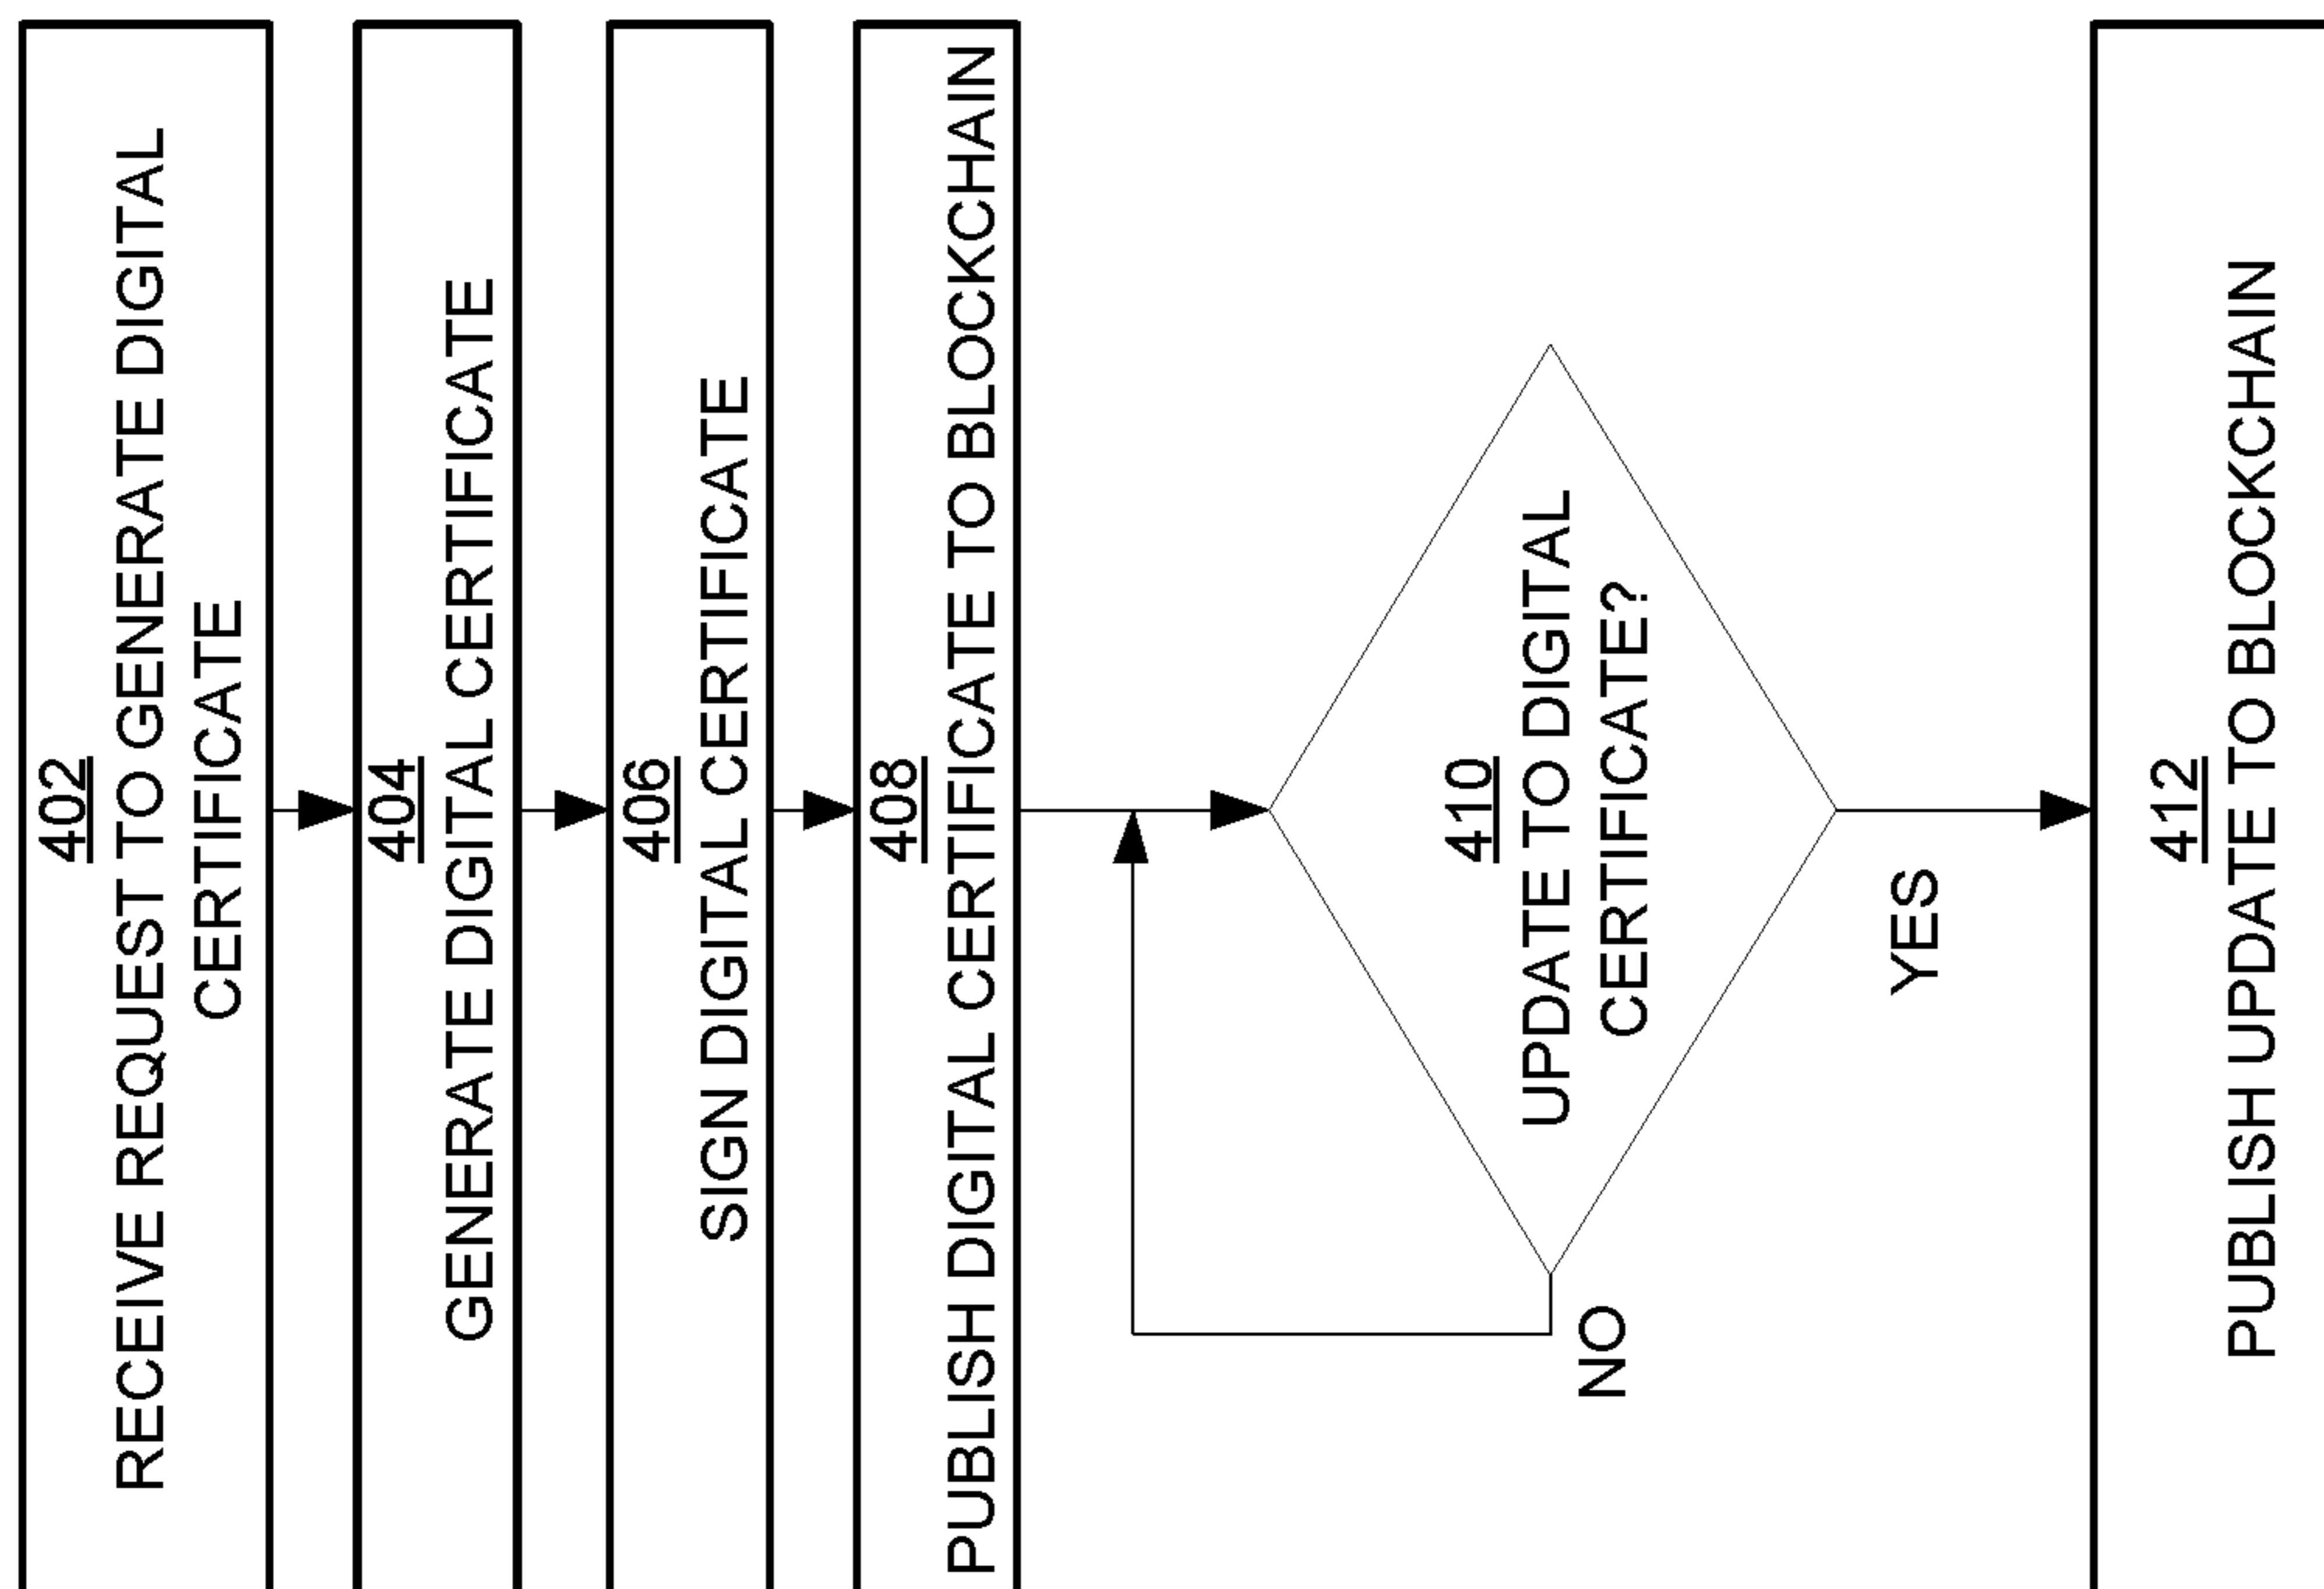 402
RECEIVE REQUEST TO GENERATE DIGITAL
CERTIFICATE
404
GENERATE DIGITAL CERTIFICATE
406
SIGN DIGITAL CERTIFICATE
408
PUBLISH DIGITAL CERTIFICATE TO BLOCKCHAIN
410
UPDATE TO DIGITAL
CERTIFICATE?
NO
YES
412
PUBLISH UPDATE TO BLOCKCHAIN